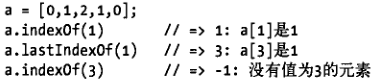 a = [0,1,2,1,0];
a.indexOf(1) // => 1: a[1]是1
a.lastIndexOf(1) // => 3: a[3]是1
a.indexOf(3) // => -1: 没有值为3的元素